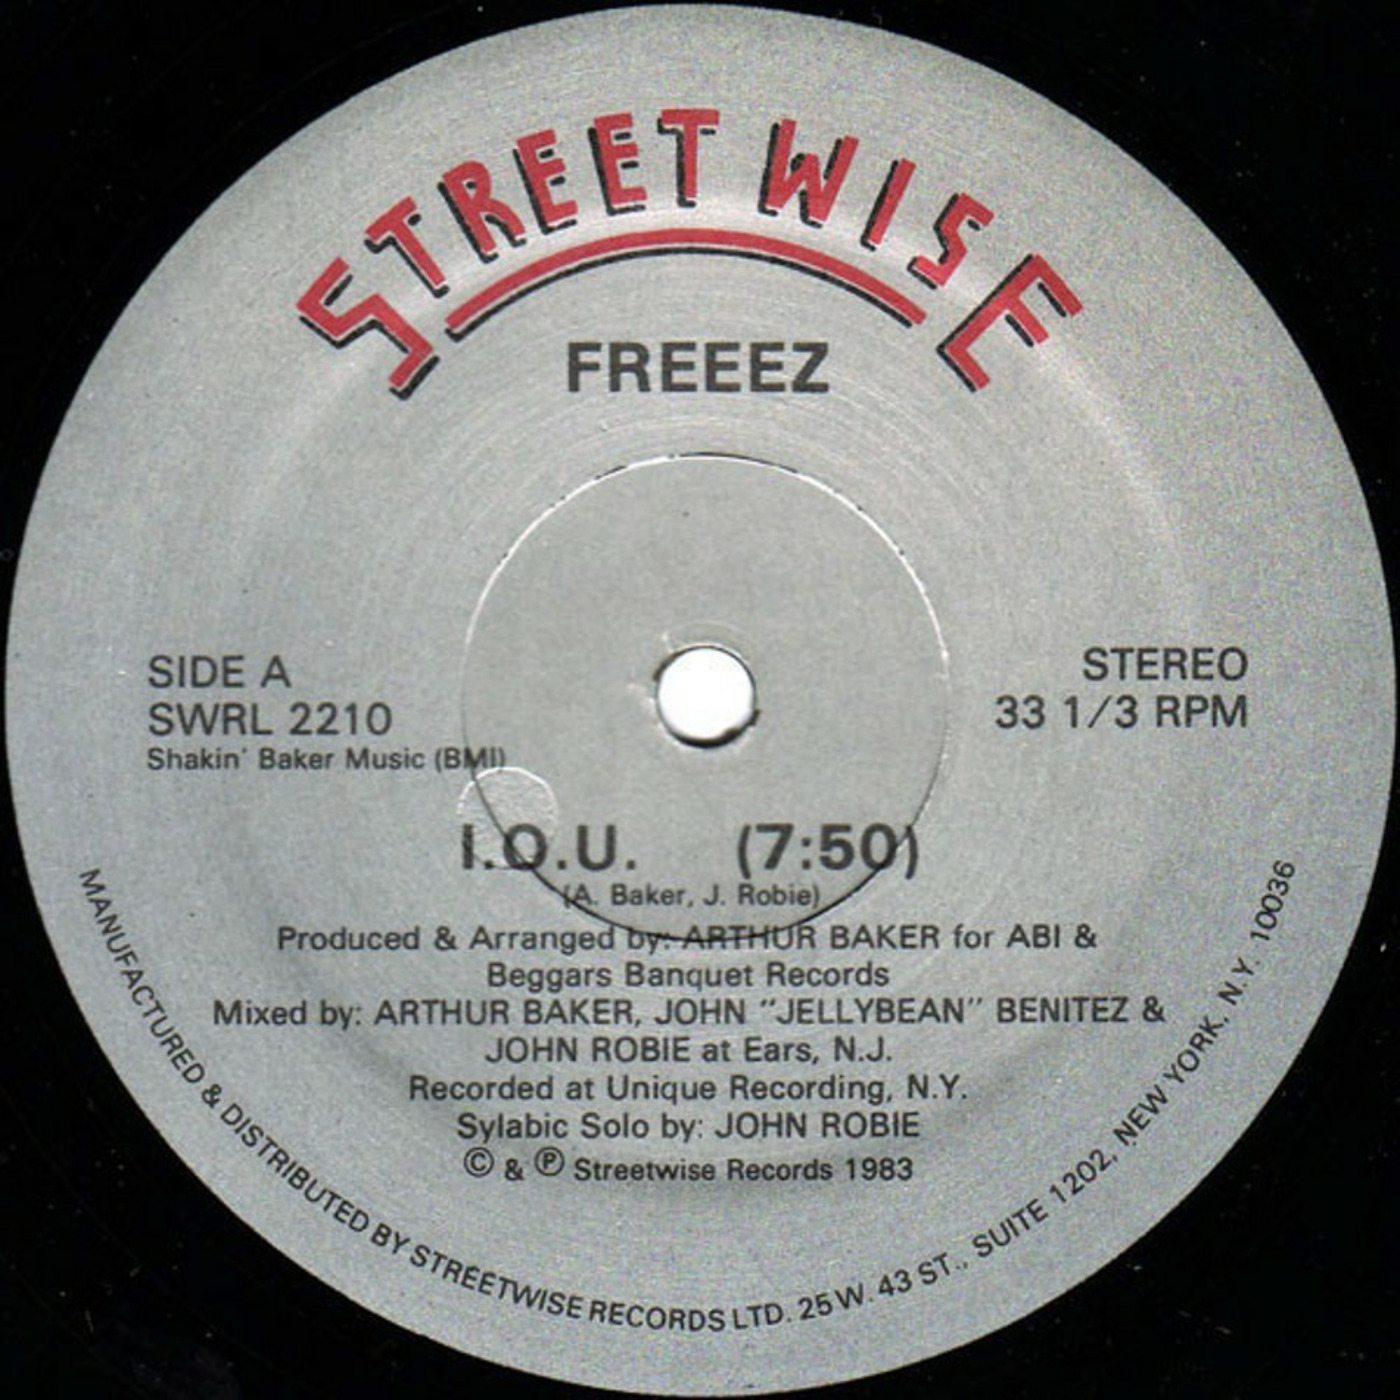 STREETWISE
FREEEZ
SIDE A
SWRL 2210
Shakin' Baker Music (BMI)
STEREO
33 1/3 RPM
I.O.U. (7:50)
(A. Baker, J. Robie)
Produced & Arranged by: ARTHUR BAKER for ABI &
Beggars Banquet Records
Mixed by: ARTHUR BAKER, JOHN "JELLYBEAN" BENITEZ &
JOHN ROBIE at Ears, N.J.
Recorded at Unique Recording, N.Y.
Sylabic Solo by: JOHN ROBIE
© & ℗ Streetwise Records 1983
MANUFACTURED & DISTRIBUTED BY STREETWISE RECORDS LTD. 25 W. 43 ST., SUITE 1202, NEW YORK, N.Y. 10036